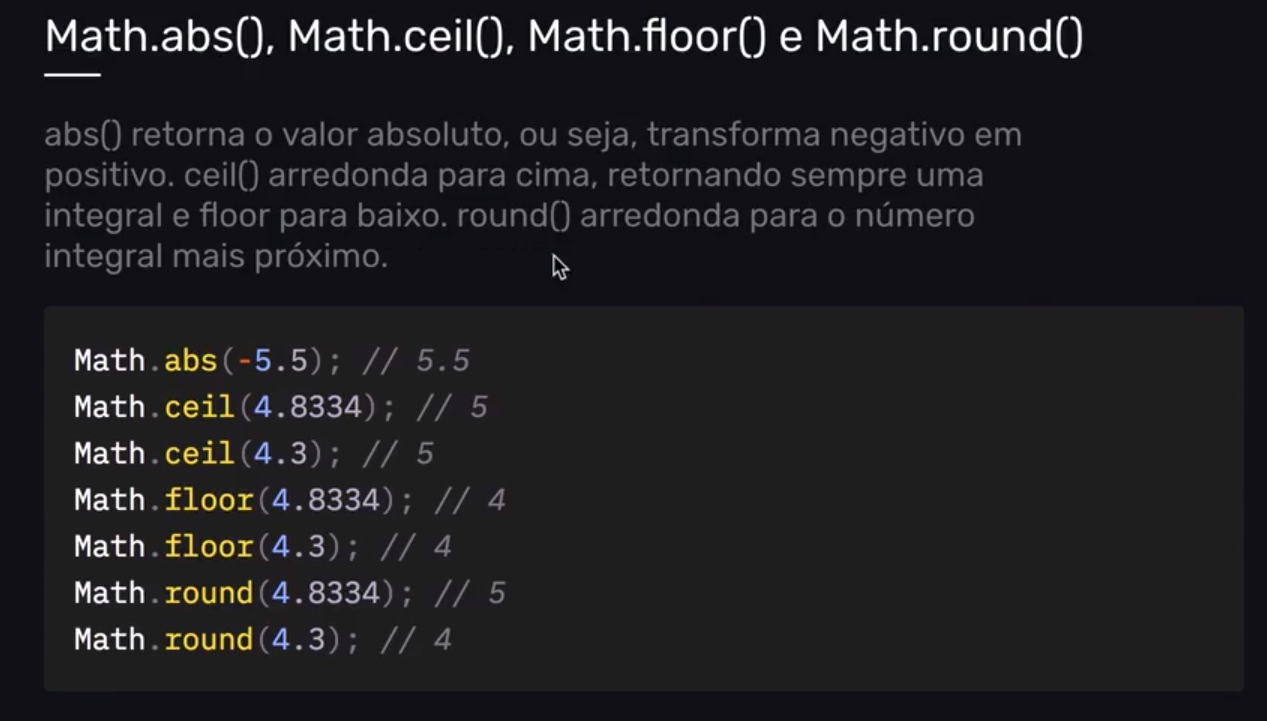 Math.abs(), Math.ceil(), Math.floor() e Math.round()
abs() retorna o valor absoluto, ou seja, transforma negativo em
positivo. ceil() arredonda para cima, retornando sempre uma
integral e floor para baixo. round() arredonda para o número
integral mais próximo.
Math.abs(-5.5); // 5.5
Math.ceil(4.8334); // 5
Math.ceil(4.3); // 5
Math.floor(4.8334); // 4
Math.floor(4.3); // 4
Math.round(4.8334); // 5
Math.round(4.3); // 4